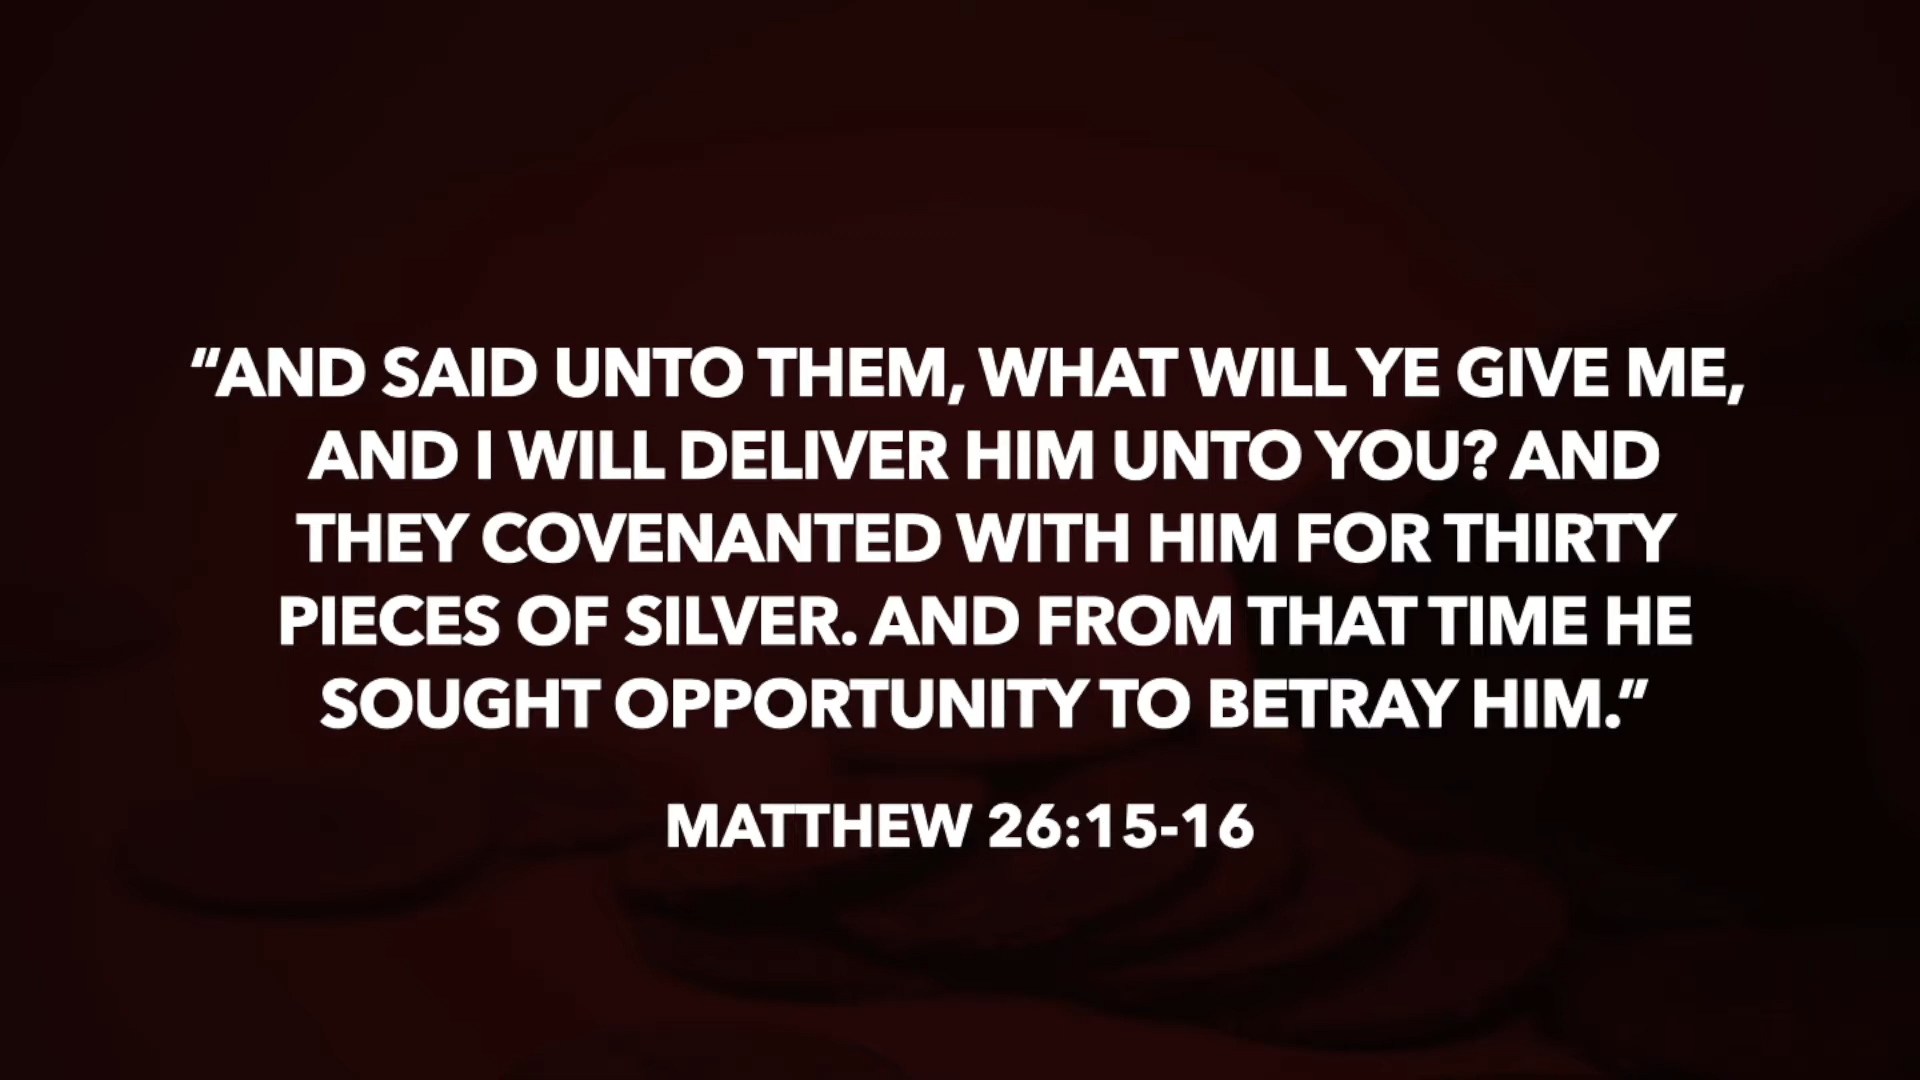 “AND SAID UNTO THEM, WHAT WILL YE GIVE ME,
AND I WILL DELIVER HIM UNTO YOU? AND
THEY COVENANTED WITH HIM FOR THIRTY
PIECES OF SILVER. AND FROM THAT TIME HE
SOUGHT OPPORTUNITY TO BETRAY HIM.”
MATTHEW 26:15-16